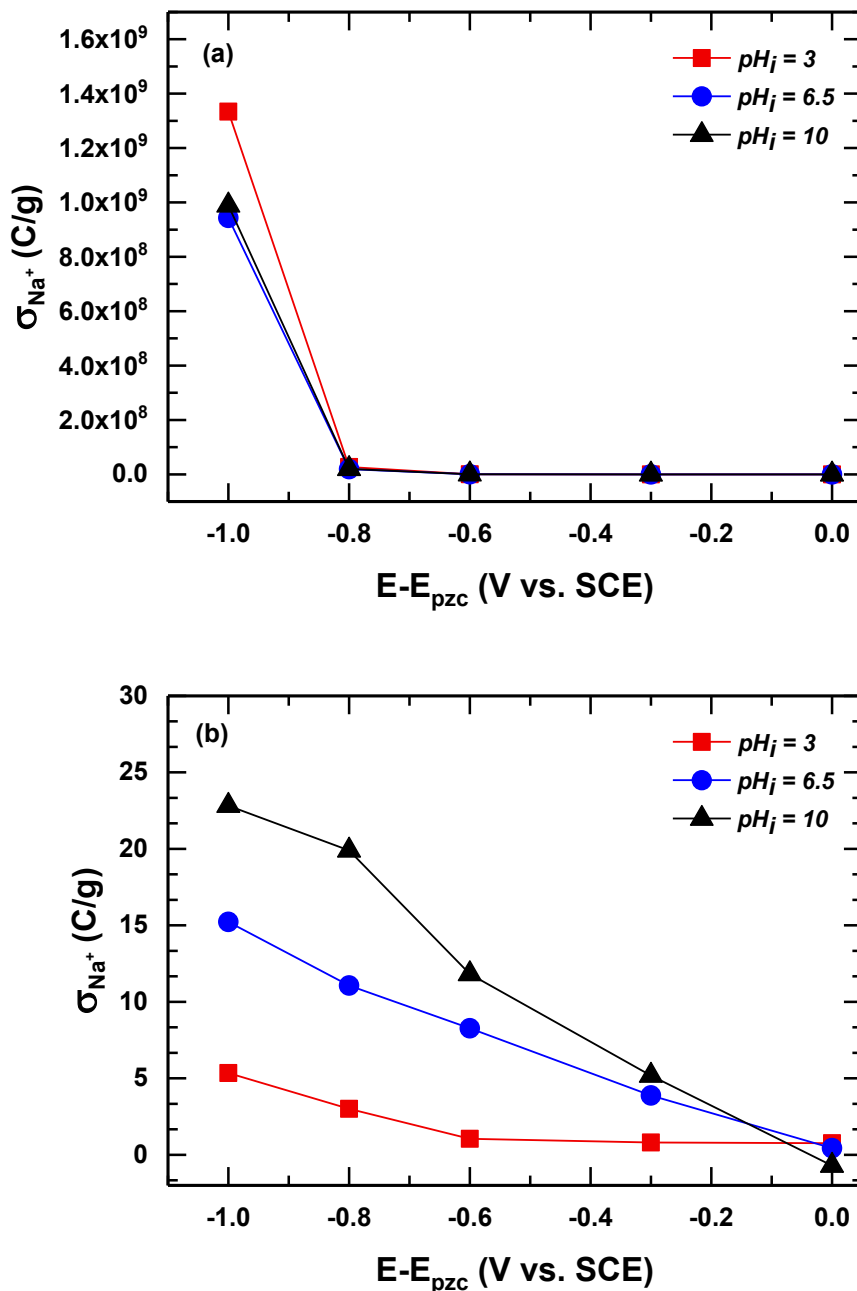 (a)
pHi = 3
pHi = 6.5
pHi = 10
1.6x10⁹
1.4x10⁹
1.2x10⁹
1.0x10⁹
8.0x10⁸
6.0x10⁸
4.0x10⁸
2.0x10⁸
0.0
σNa⁺ (C/g)
-1.0 -0.8 -0.6 -0.4 -0.2 0.0
E-Epzc (V vs. SCE)
(b)
pHi = 3
pHi = 6.5
pHi = 10
30
25
20
15
10
5
0
σNa⁺ (C/g)
-1.0 -0.8 -0.6 -0.4 -0.2 0.0
E-Epzc (V vs. SCE)